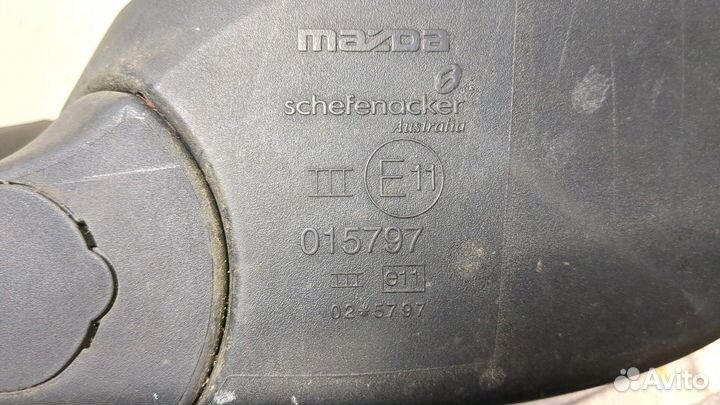 mazda
schefenacker
Australia
III E11
015797
III e11
02*5797
Avito